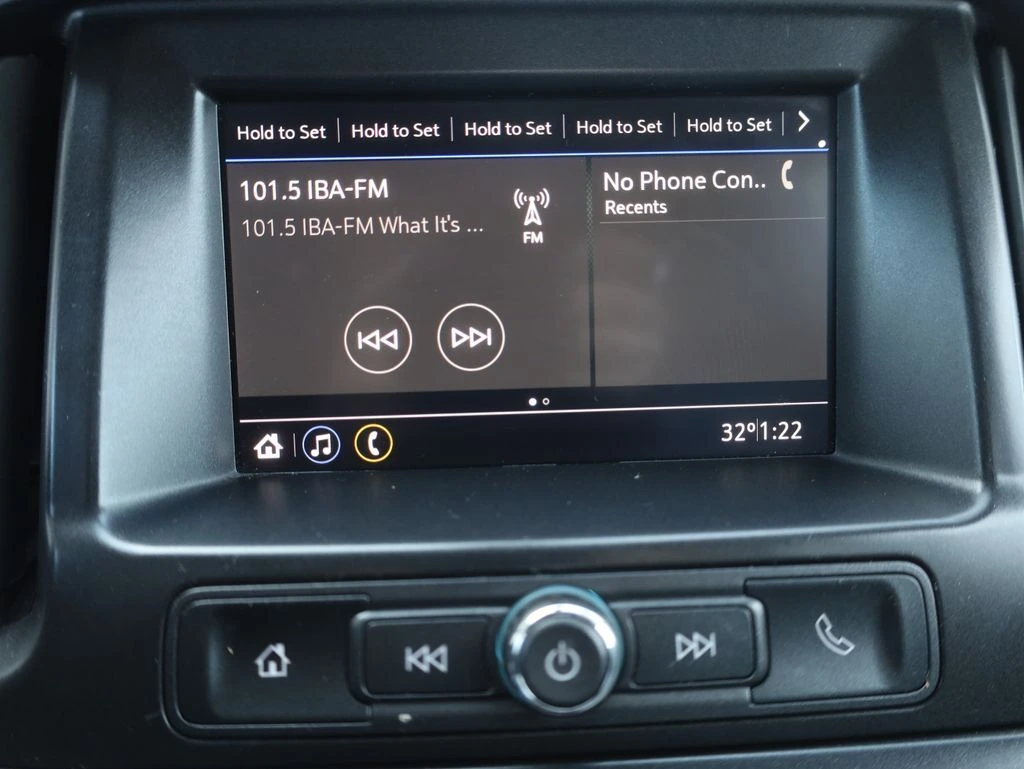 Hold to Set Hold to Set Hold to Set Hold to Set Hold to Set
101.5 IBA-FM
101.5 IBA-FM What It's ...
FM
No Phone Con..
Recents
32°|1:22